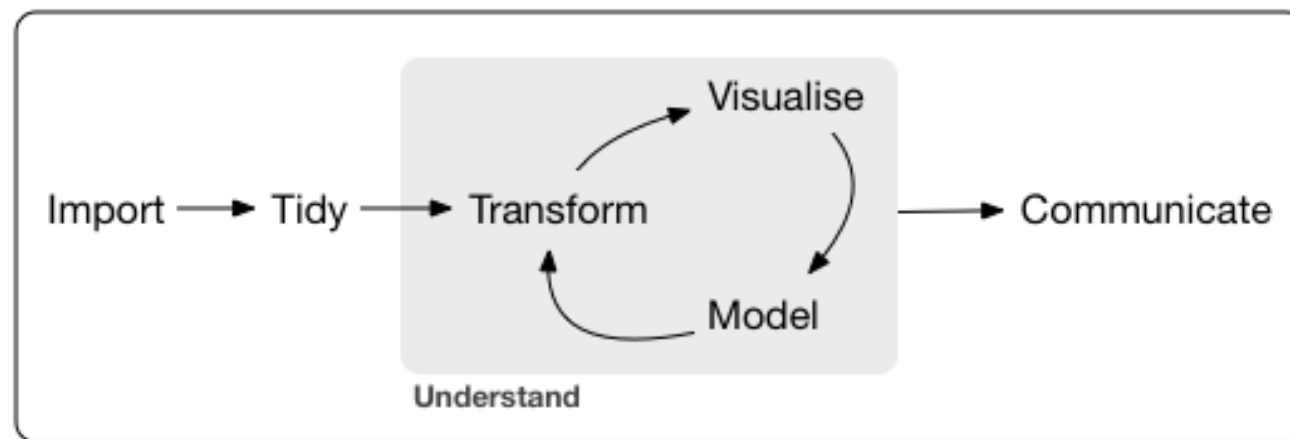 Visualise
Import
Tidy
Transform
Communicate
Model
Understand